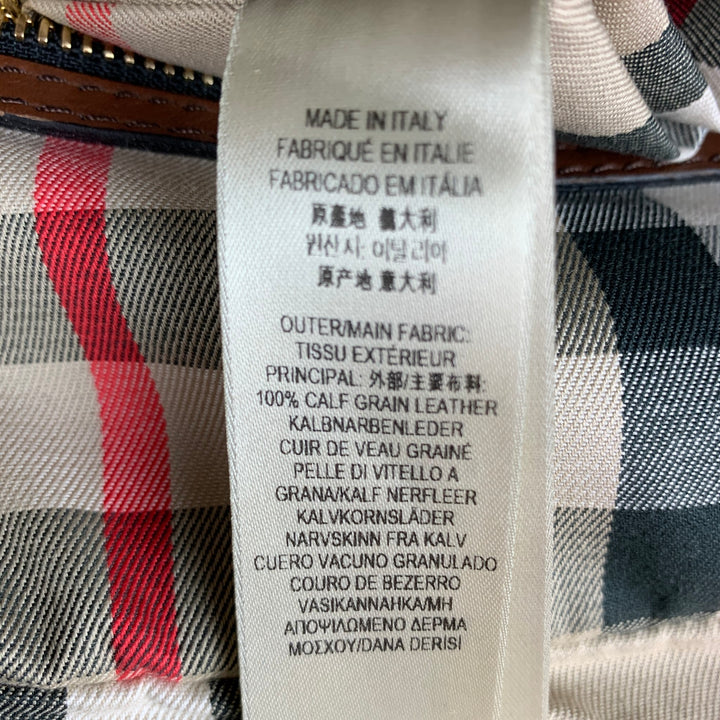 MADE IN ITALY
FABRIQUÉ EN ITALIE
FABRICADO EM ITÁLIA
原產地 義大利
원산지: 이탈리아
原产地 意大利
OUTER/MAIN FABRIC:
TISSU EXTÉRIEUR
PRINCIPAL: 外部/主要布料:
100% CALF GRAIN LEATHER
KALBNARBENLEDER
CUIR DE VEAU GRAINÉ
PELLE DI VITELLO A
GRANA/KALF NERFLEER
KALVKORNSLÄDER
NARVSKINN FRA KALV
CUERO VACUNO GRANULADO
COURO DE BEZERRO
VASIKANNAHKA/MH
ΑΠΟΨΙΛΩΜΕΝΟ ΔΕΡΜΑ
ΜΟΣΧΟΥ/DANA DERİSİ